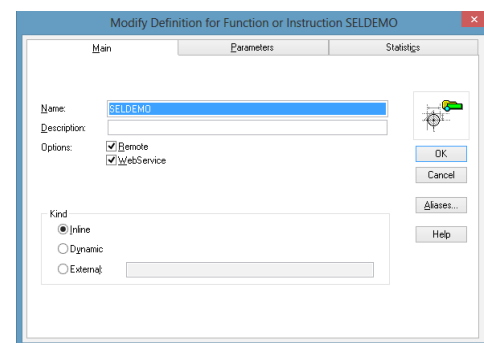 Modify Definition for Function or Instruction SELDEMO
Main Parameters Statistics
Name: SELDEMO
Description:
Options: Remote
WebService
OK
Cancel
Aliases...
Help
Kind
Inline
Dynamic
External: